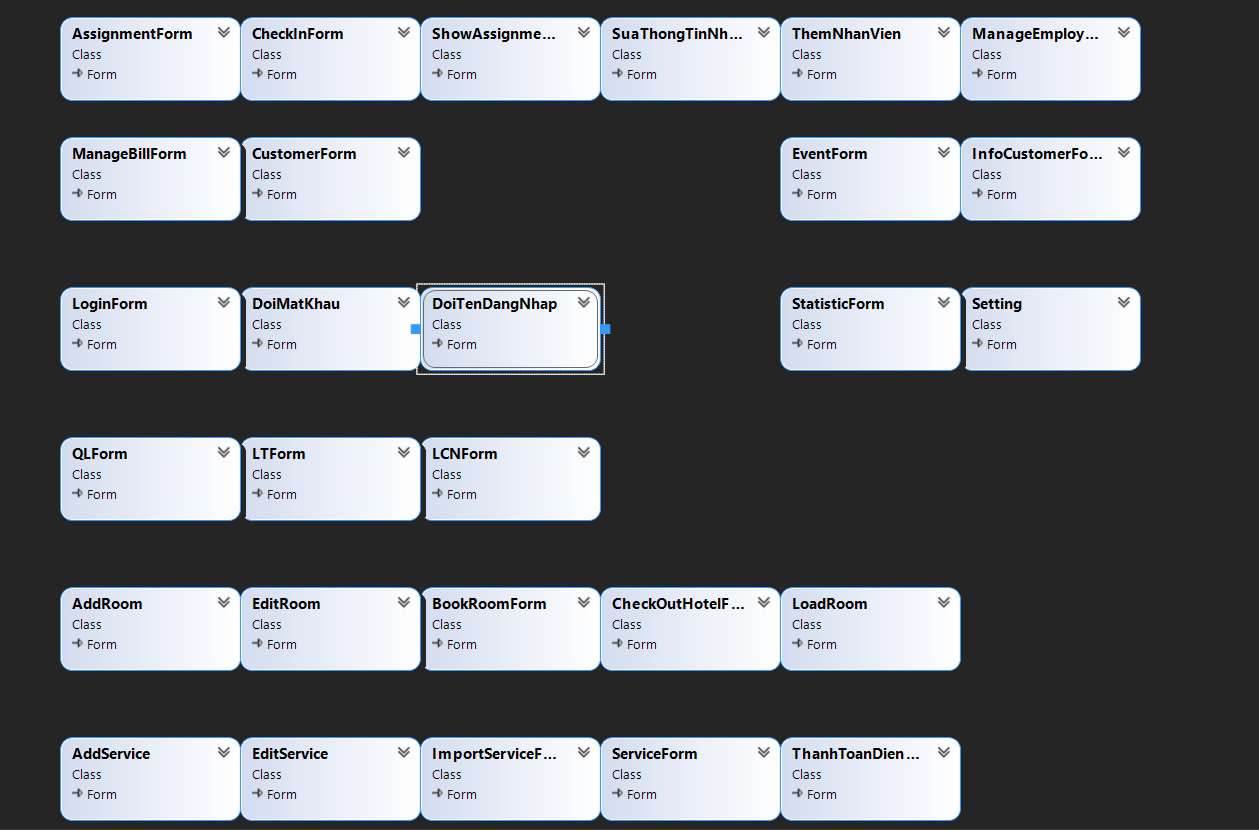 AssignmentForm
Class
Form
CheckInForm
Class
Form
ShowAssignme...
Class
Form
SuaThongTinNh...
Class
Form
ThemNhanVien
Class
Form
ManageEmploy...
Class
Form
ManageBillForm
Class
Form
CustomerForm
Class
Form
EventForm
Class
Form
InfoCustomerFo...
Class
Form
LoginForm
Class
Form
DoiMatKhau
Class
Form
DoiTenDangNhap
Class
Form
StatisticForm
Class
Form
Setting
Class
Form
QLForm
Class
Form
LTForm
Class
Form
LCNForm
Class
Form
AddRoom
Class
Form
EditRoom
Class
Form
BookRoomForm
Class
Form
CheckOutHotelF...
Class
Form
LoadRoom
Class
Form
AddService
Class
Form
EditService
Class
Form
ImportServiceF...
Class
Form
ServiceForm
Class
Form
ThanhToanDien...
Class
Form